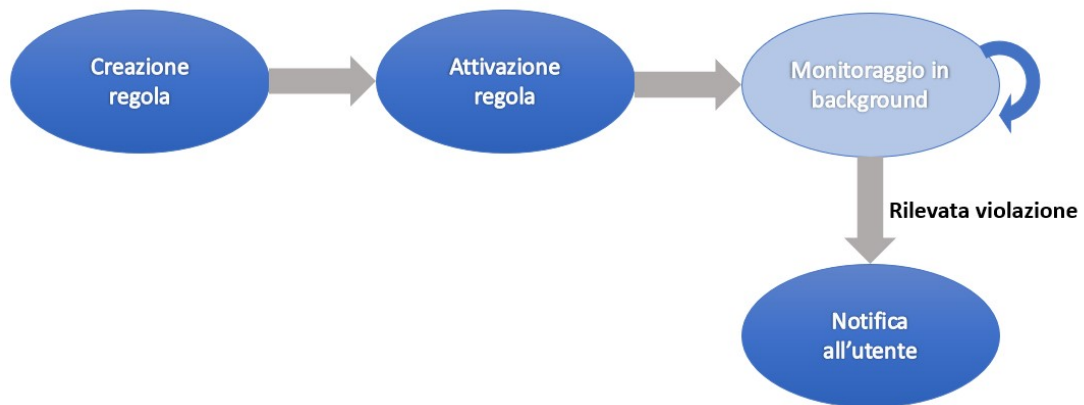 Creazione
regola
Attivazione
regola
Monitoraggio in
background
Rilevata violazione
Notifica
all’utente